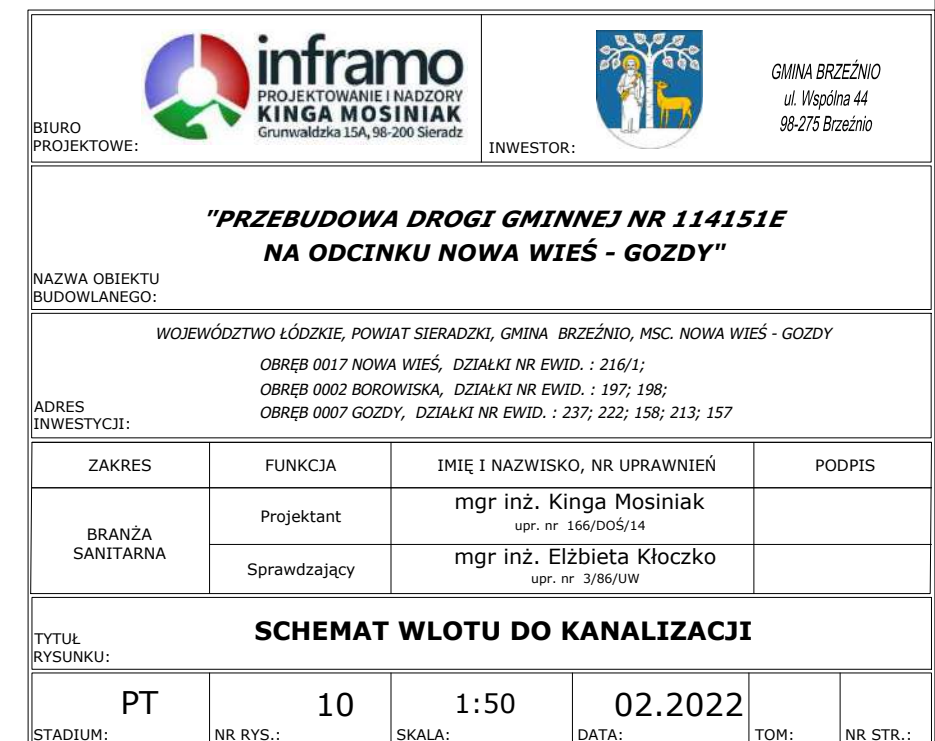 inframo
PROJEKTOWANIE I NADZORY
KINGA MOSINIAK
Grunwaldzka 15A, 98-200 Sieradz
BIURO
PROJEKTOWE:
INWESTOR:
GMINA BRZEŹNIO
ul. Wspólna 44
98-275 Brzeźnio
"PRZEBUDOWA DROGI GMINNEJ NR 114151E
NA ODCINKU NOWA WIEŚ - GOZDY"
NAZWA OBIEKTU
BUDOWLANEGO:
WOJEWÓDZTWO ŁÓDZKIE, POWIAT SIERADZKI, GMINA BRZEŹNIO, MSC. NOWA WIEŚ - GOZDY
OBRĘB 0017 NOWA WIEŚ, DZIAŁKI NR EWID. : 216/1;
OBRĘB 0002 BOROWISKA, DZIAŁKI NR EWID. : 197; 198;
OBRĘB 0007 GOZDY, DZIAŁKI NR EWID. : 237; 222; 158; 213; 157
ADRES
INWESTYCJI:
ZAKRES FUNKCJA IMIĘ I NAZWISKO, NR UPRAWNIEŃ PODPIS
BRANŻA
SANITARNA
Projektant
mgr inż. Kinga Mosiniak
upr. nr 166/DOŚ/14
Sprawdzający
mgr inż. Elżbieta Kłoczko
upr. nr 3/86/UW
TYTUŁ
RYSUNKU:
SCHEMAT WLOTU DO KANALIZACJI
PT 10 1:50 02.2022
STADIUM: NR RYS.: SKALA: DATA: TOM: NR STR.: